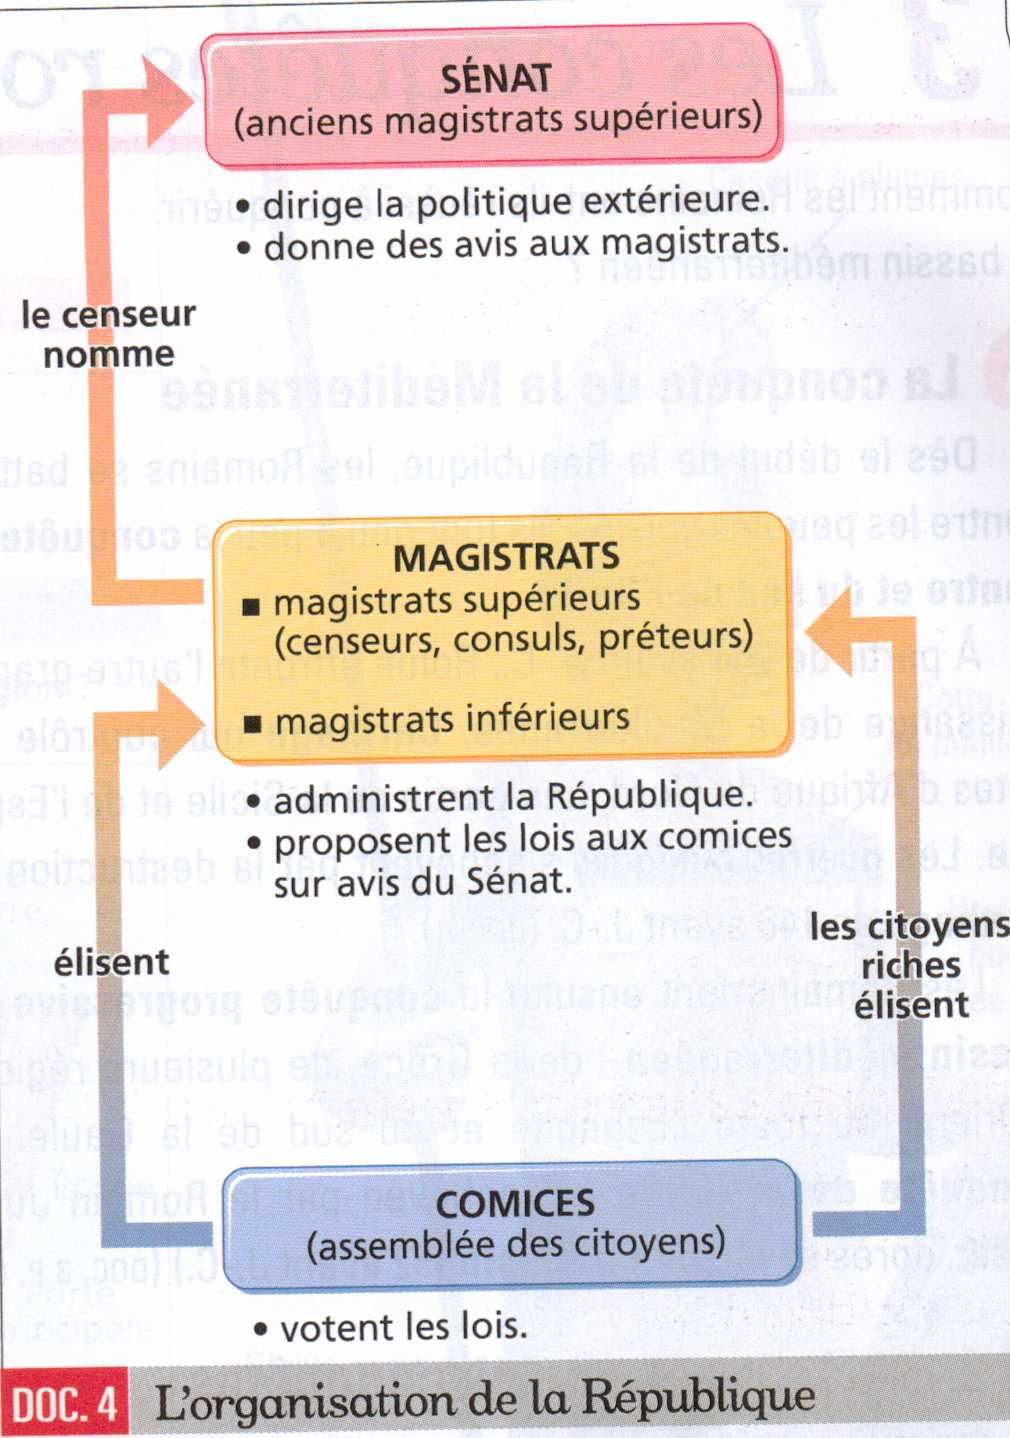 SÉNAT
(anciens magistrats supérieurs)
• dirige la politique extérieure.
• donne des avis aux magistrats.
le censeur
nomme
MAGISTRATS
▪ magistrats supérieurs
(censeurs, consuls, préteurs)
▪ magistrats inférieurs
• administrent la République.
• proposent les lois aux comices
sur avis du Sénat.
élisent
les citoyens
riches
élisent
COMICES
(assemblée des citoyens)
• votent les lois.
DOC. 4 L'organisation de la République